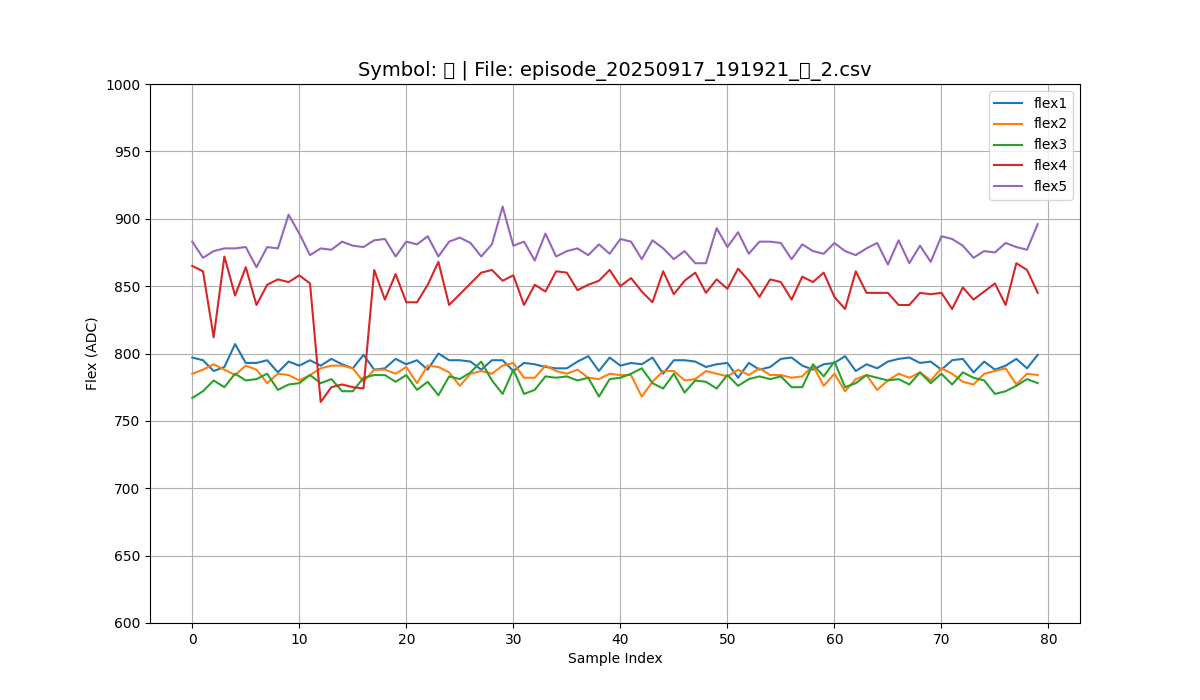 Symbol: | File: episode_20250917_191921_ _2.csv
1000
950
900
850
800
750
700
650
600
Flex (ADC)
0 10 20 30 40 50 60 70 80
Sample Index
flex1
flex2
flex3
flex4
flex5